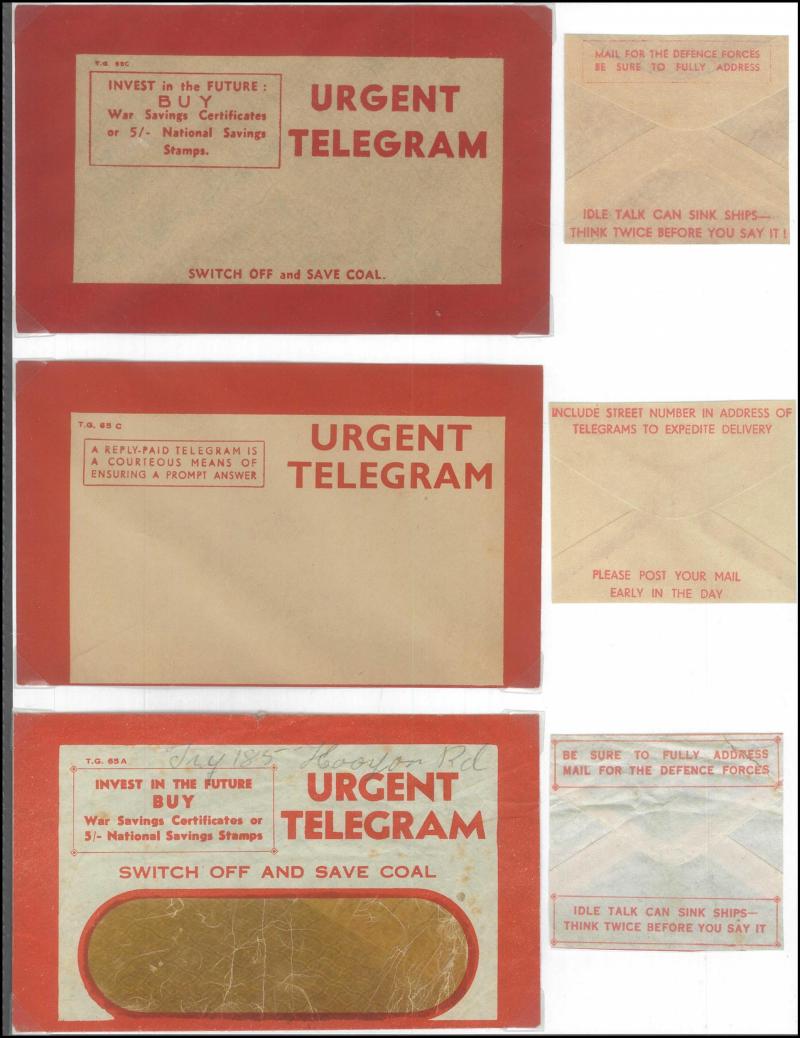 T.G. 65C
INVEST in the FUTURE :
BUY
War Savings Certificates
or 5/- National Savings
Stamps.
URGENT
TELEGRAM
SWITCH OFF and SAVE COAL.
MAIL FOR THE DEFENCE FORCES
BE SURE TO FULLY ADDRESS
IDLE TALK CAN SINK SHIPS—
THINK TWICE BEFORE YOU SAY IT!
T.G. 65 C
A REPLY-PAID TELEGRAM IS
A COURTEOUS MEANS OF
ENSURING A PROMPT ANSWER
URGENT
TELEGRAM
INCLUDE STREET NUMBER IN ADDRESS OF
TELEGRAMS TO EXPEDITE DELIVERY
PLEASE POST YOUR MAIL
EARLY IN THE DAY
Try 185 Rd
T.G. 65A
INVEST IN THE FUTURE
BUY
War Savings Certificates or
5/- National Savings Stamps
URGENT
TELEGRAM
SWITCH OFF AND SAVE COAL
BE SURE TO FULLY ADDRESS
MAIL FOR THE DEFENCE FORCES
IDLE TALK CAN SINK SHIPS—
THINK TWICE BEFORE YOU SAY IT